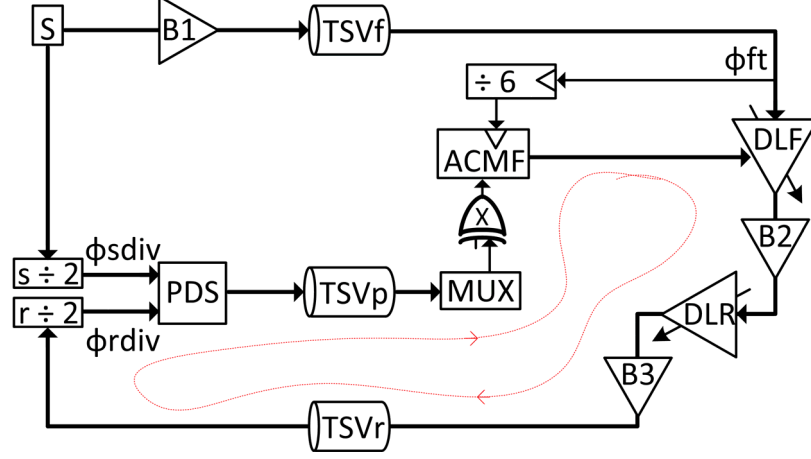 S
B1
TSVf
ϕft
÷ 6
ACMF
DLF
X
B2
ϕsdiv
s ÷ 2
PDS
TSVp
MUX
r ÷ 2
ϕrdiv
DLR
B3
TSVr